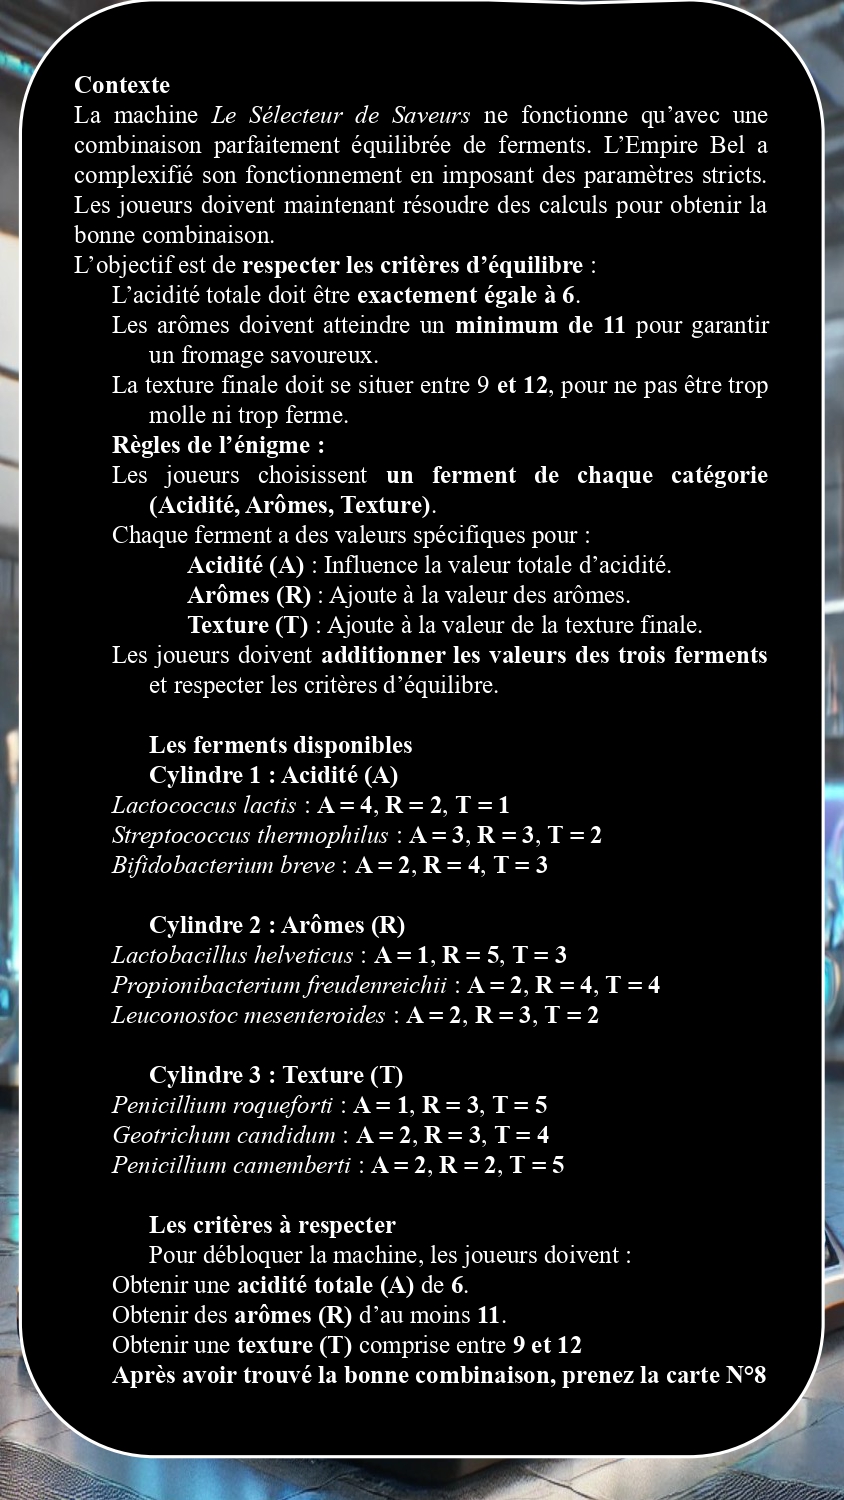 Contexte
La machine Le Sélecteur de Saveurs ne fonctionne qu’avec une
combinaison parfaitement équilibrée de ferments. L’Empire Bel a
complexifié son fonctionnement en imposant des paramètres stricts.
Les joueurs doivent maintenant résoudre des calculs pour obtenir la
bonne combinaison.
L’objectif est de respecter les critères d’équilibre :
L’acidité totale doit être exactement égale à 6.
Les arômes doivent atteindre un minimum de 11 pour garantir
un fromage savoureux.
La texture finale doit se situer entre 9 et 12, pour ne pas être trop
molle ni trop ferme.
Règles de l’énigme :
Les joueurs choisissent un ferment de chaque catégorie
(Acidité, Arômes, Texture).
Chaque ferment a des valeurs spécifiques pour :
Acidité (A) : Influence la valeur totale d’acidité.
Arômes (R) : Ajoute à la valeur des arômes.
Texture (T) : Ajoute à la valeur de la texture finale.
Les joueurs doivent additionner les valeurs des trois ferments
et respecter les critères d’équilibre.
Les ferments disponibles
Cylindre 1 : Acidité (A)
Lactococcus lactis : A = 4, R = 2, T = 1
Streptococcus thermophilus : A = 3, R = 3, T = 2
Bifidobacterium breve : A = 2, R = 4, T = 3
Cylindre 2 : Arômes (R)
Lactobacillus helveticus : A = 1, R = 5, T = 3
Propionibacterium freudenreichii : A = 2, R = 4, T = 4
Leuconostoc mesenteroides : A = 2, R = 3, T = 2
Cylindre 3 : Texture (T)
Penicillium roqueforti : A = 1, R = 3, T = 5
Geotrichum candidum : A = 2, R = 3, T = 4
Penicillium camemberti : A = 2, R = 2, T = 5
Les critères à respecter
Pour débloquer la machine, les joueurs doivent :
Obtenir une acidité totale (A) de 6.
Obtenir des arômes (R) d’au moins 11.
Obtenir une texture (T) comprise entre 9 et 12
Après avoir trouvé la bonne combinaison, prenez la carte N°8